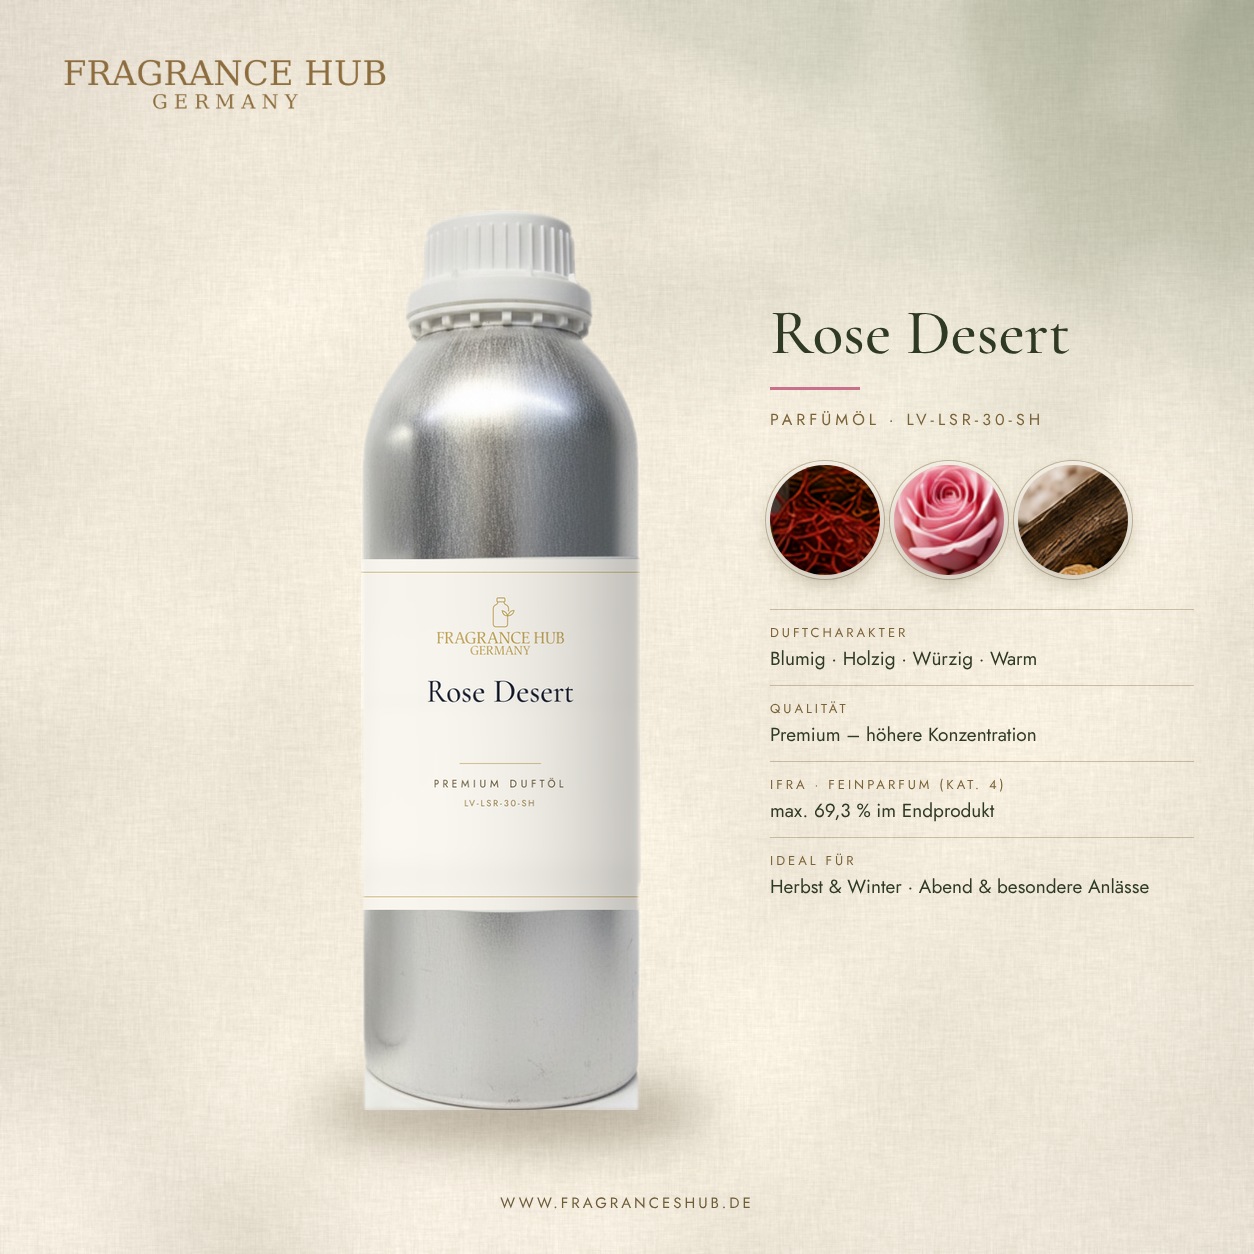 FRAGRANCE HUB
GERMANY
FRAGRANCE HUB
GERMANY
Rose Desert
PREMIUM DUFTÖL
LV-LSR-30-SH
Rose Desert
PARFÜMÖL · LV-LSR-30-SH
DUFTCHARAKTER
Blumig · Holzig · Würzig · Warm
QUALITÄT
Premium – höhere Konzentration
IFRA · FEINPARFUM (KAT. 4)
max. 69,3 % im Endprodukt
IDEAL FÜR
Herbst & Winter · Abend & besondere Anlässe
WWW.FRAGRANCESHUB.DE